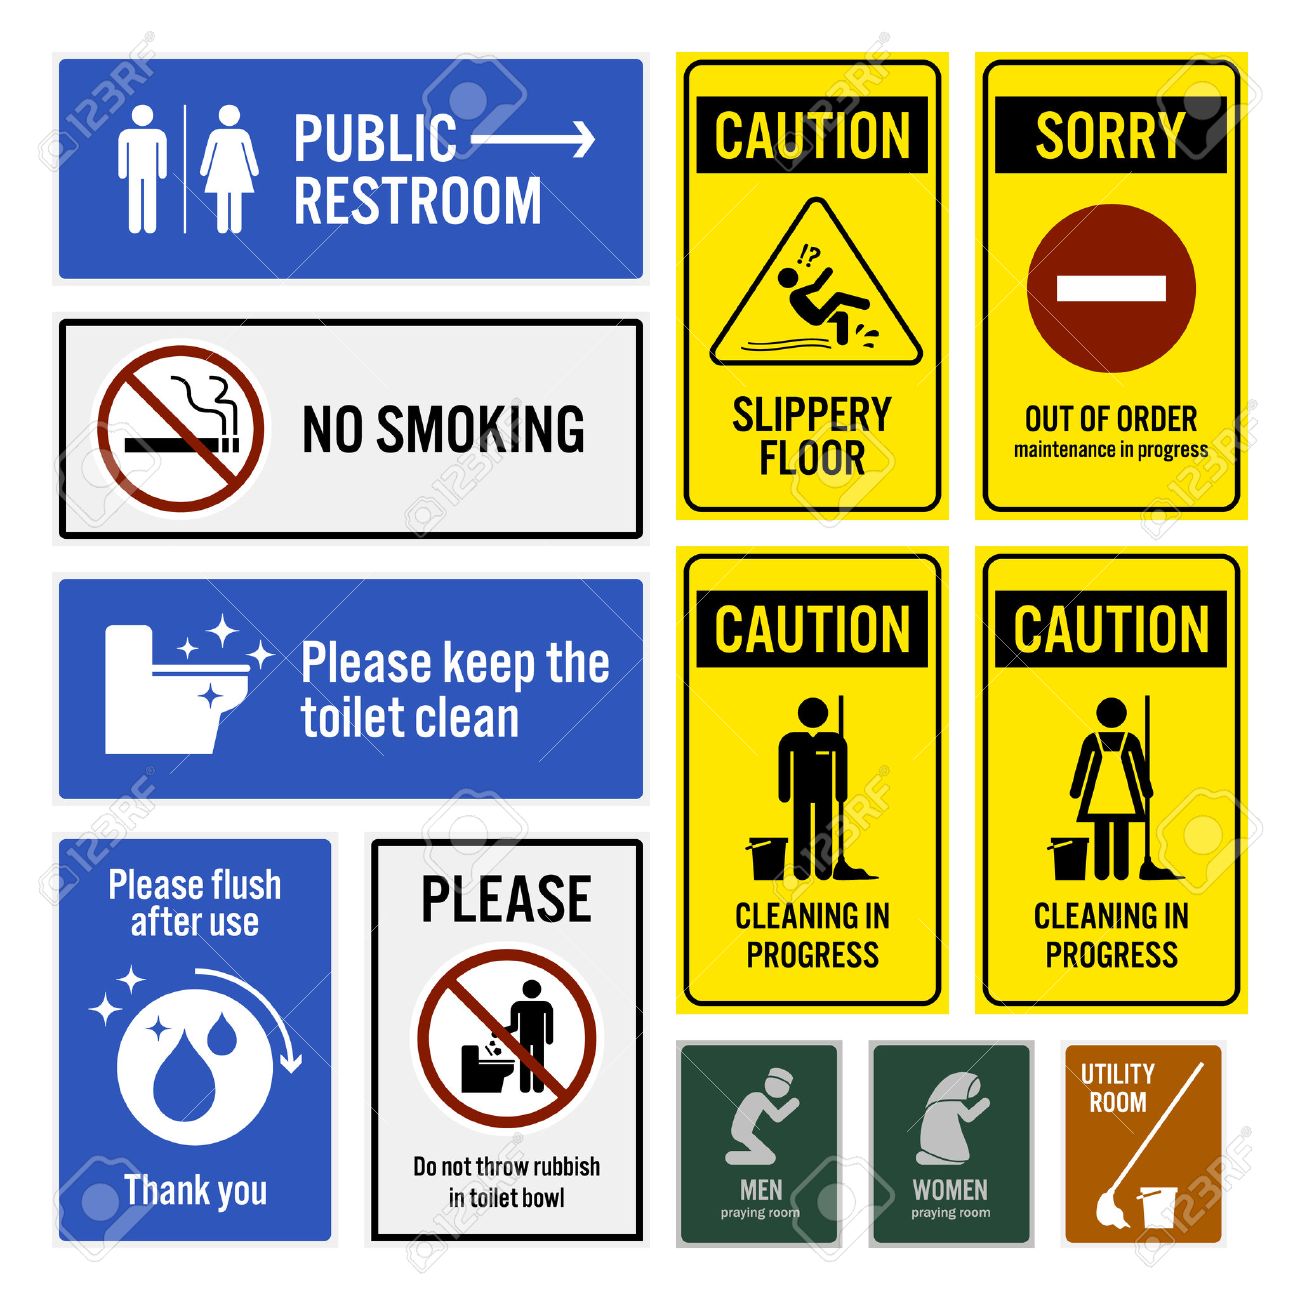 PUBLIC
RESTROOM
NO SMOKING
Please keep the
toilet clean
Please flush
after use
Thank you
PLEASE
Do not throw rubbish
in toilet bowl
CAUTION
!?
SLIPPERY
FLOOR
SORRY
OUT OF ORDER
maintenance in progress
CAUTION
CLEANING IN
PROGRESS
CAUTION
CLEANING IN
PROGRESS
MEN
praying room
WOMEN
praying room
UTILITY
ROOM
123RF